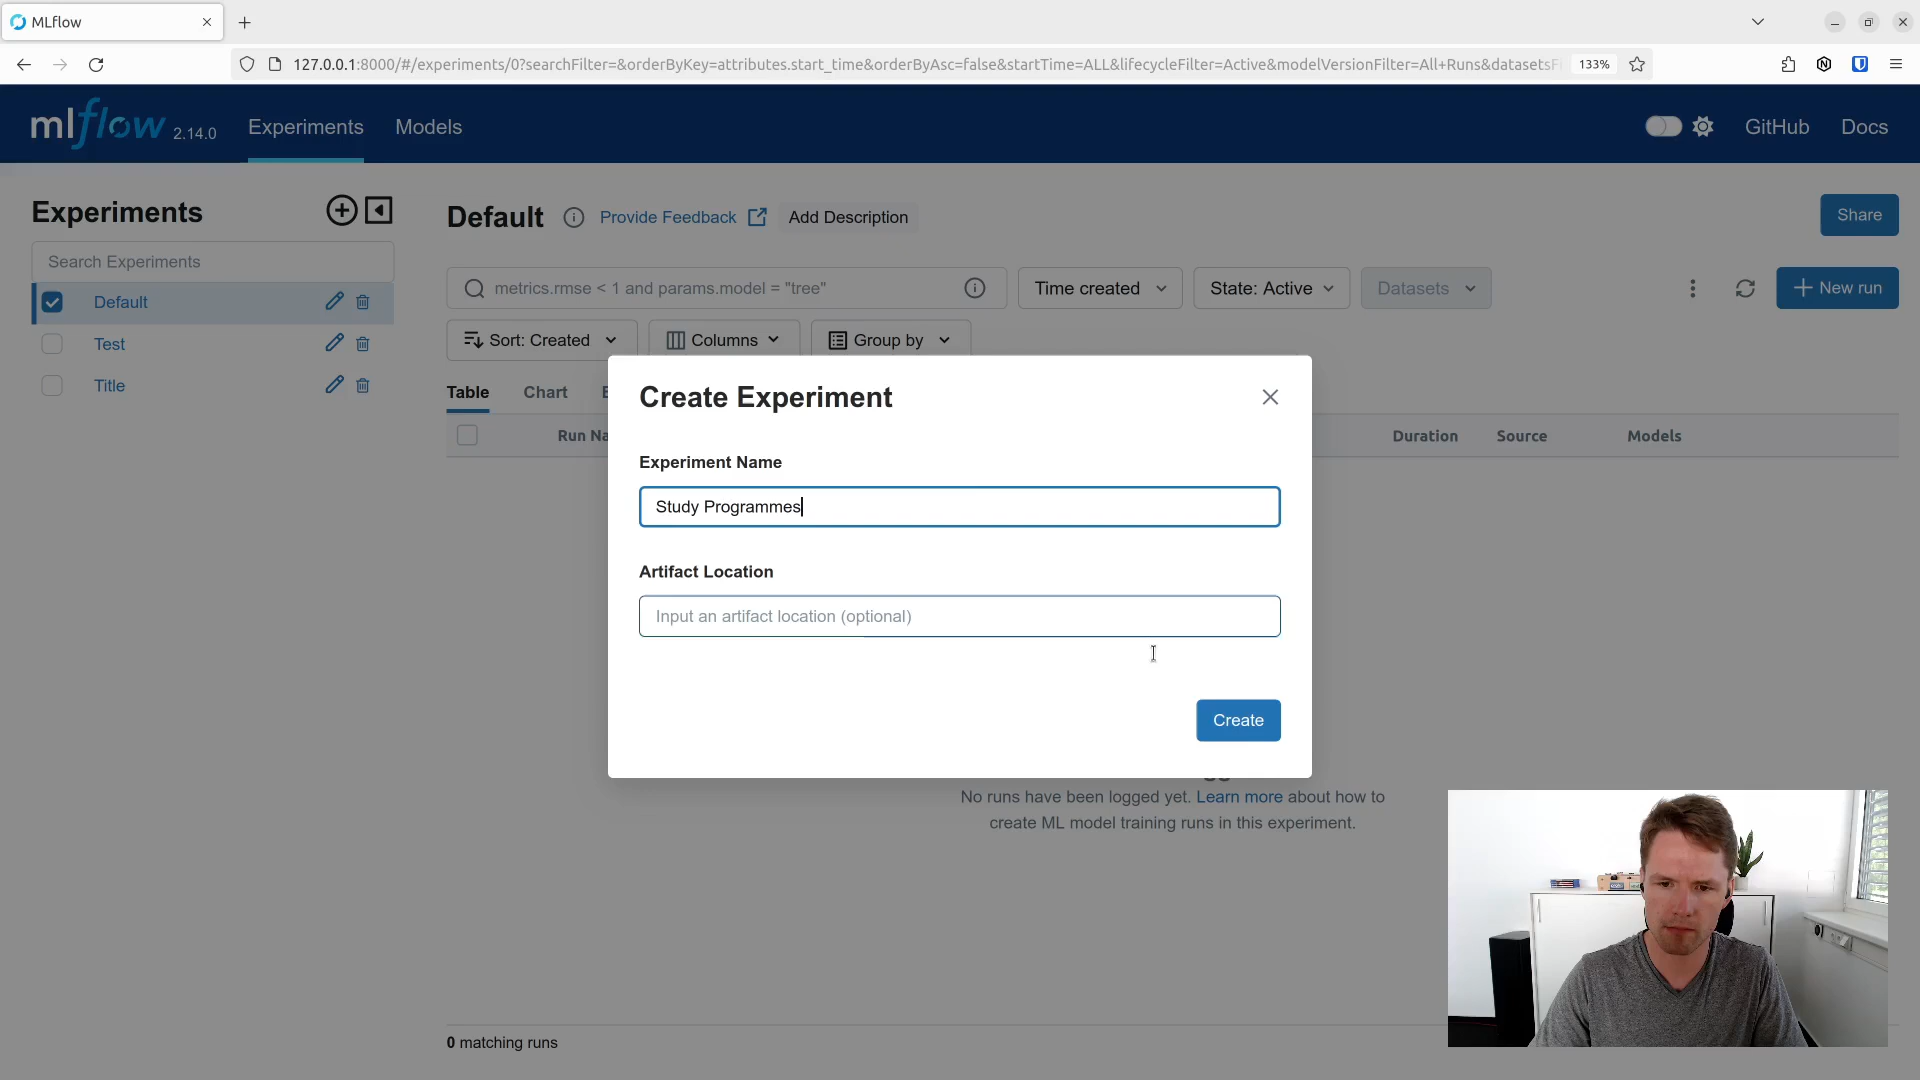 MLflow
127.0.0.1:8000/#/experiments/0?searchFilter=&orderByKey=attributes.start_time&orderByAsc=false&startTime=ALL&lifecycleFilter=Active&modelVersionFilter=All+Runs&datasetsFi
133%
mlflow 2.14.0
Experiments
Models
GitHub
Docs
Experiments
Search Experiments
Default
Test
Title
Default
Provide Feedback
Add Description
Share
metrics.rmse < 1 and params.model = "tree"
Time created
State: Active
Datasets
New run
Sort: Created
Columns
Group by
Table
Chart
Run Na
Duration
Source
Models
Create Experiment
Experiment Name
Study Programmes
Artifact Location
Input an artifact location (optional)
Create
No runs have been logged yet. Learn more about how to
create ML model training runs in this experiment.
0 matching runs